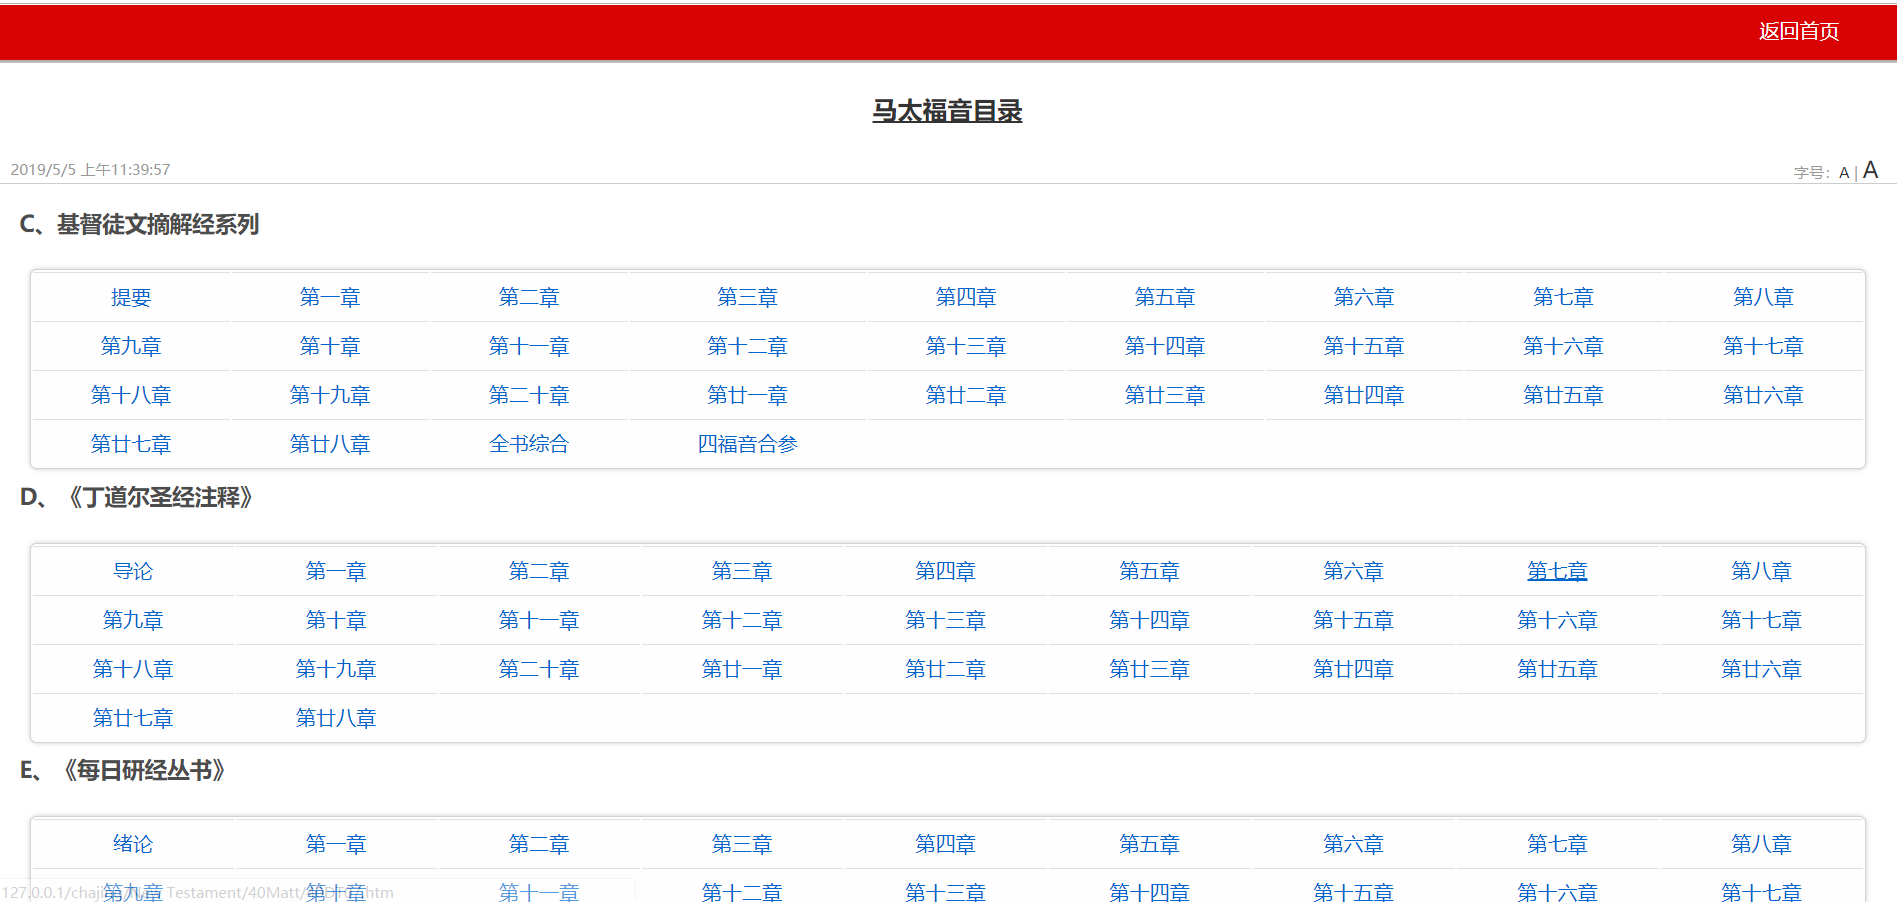 返回首页
马太福音目录
2019/5/5 上午11:39:57 字号：A | A
C、基督徒文摘解经系列
提要 第一章 第二章 第三章 第四章 第五章 第六章 第七章 第八章
第九章 第十章 第十一章 第十二章 第十三章 第十四章 第十五章 第十六章 第十七章
第十八章 第十九章 第二十章 第廿一章 第廿二章 第廿三章 第廿四章 第廿五章 第廿六章
第廿七章 第廿八章 全书综合 四福音合参
D、《丁道尔圣经注释》
导论 第一章 第二章 第三章 第四章 第五章 第六章 第七章 第八章
第九章 第十章 第十一章 第十二章 第十三章 第十四章 第十五章 第十六章 第十七章
第十八章 第十九章 第二十章 第廿一章 第廿二章 第廿三章 第廿四章 第廿五章 第廿六章
第廿七章 第廿八章
E、《每日研经丛书》
绪论 第一章 第二章 第三章 第四章 第五章 第六章 第七章 第八章
第九章 第十章 第十一章 第十二章 第十三章 第十四章 第十五章 第十六章 第十七章